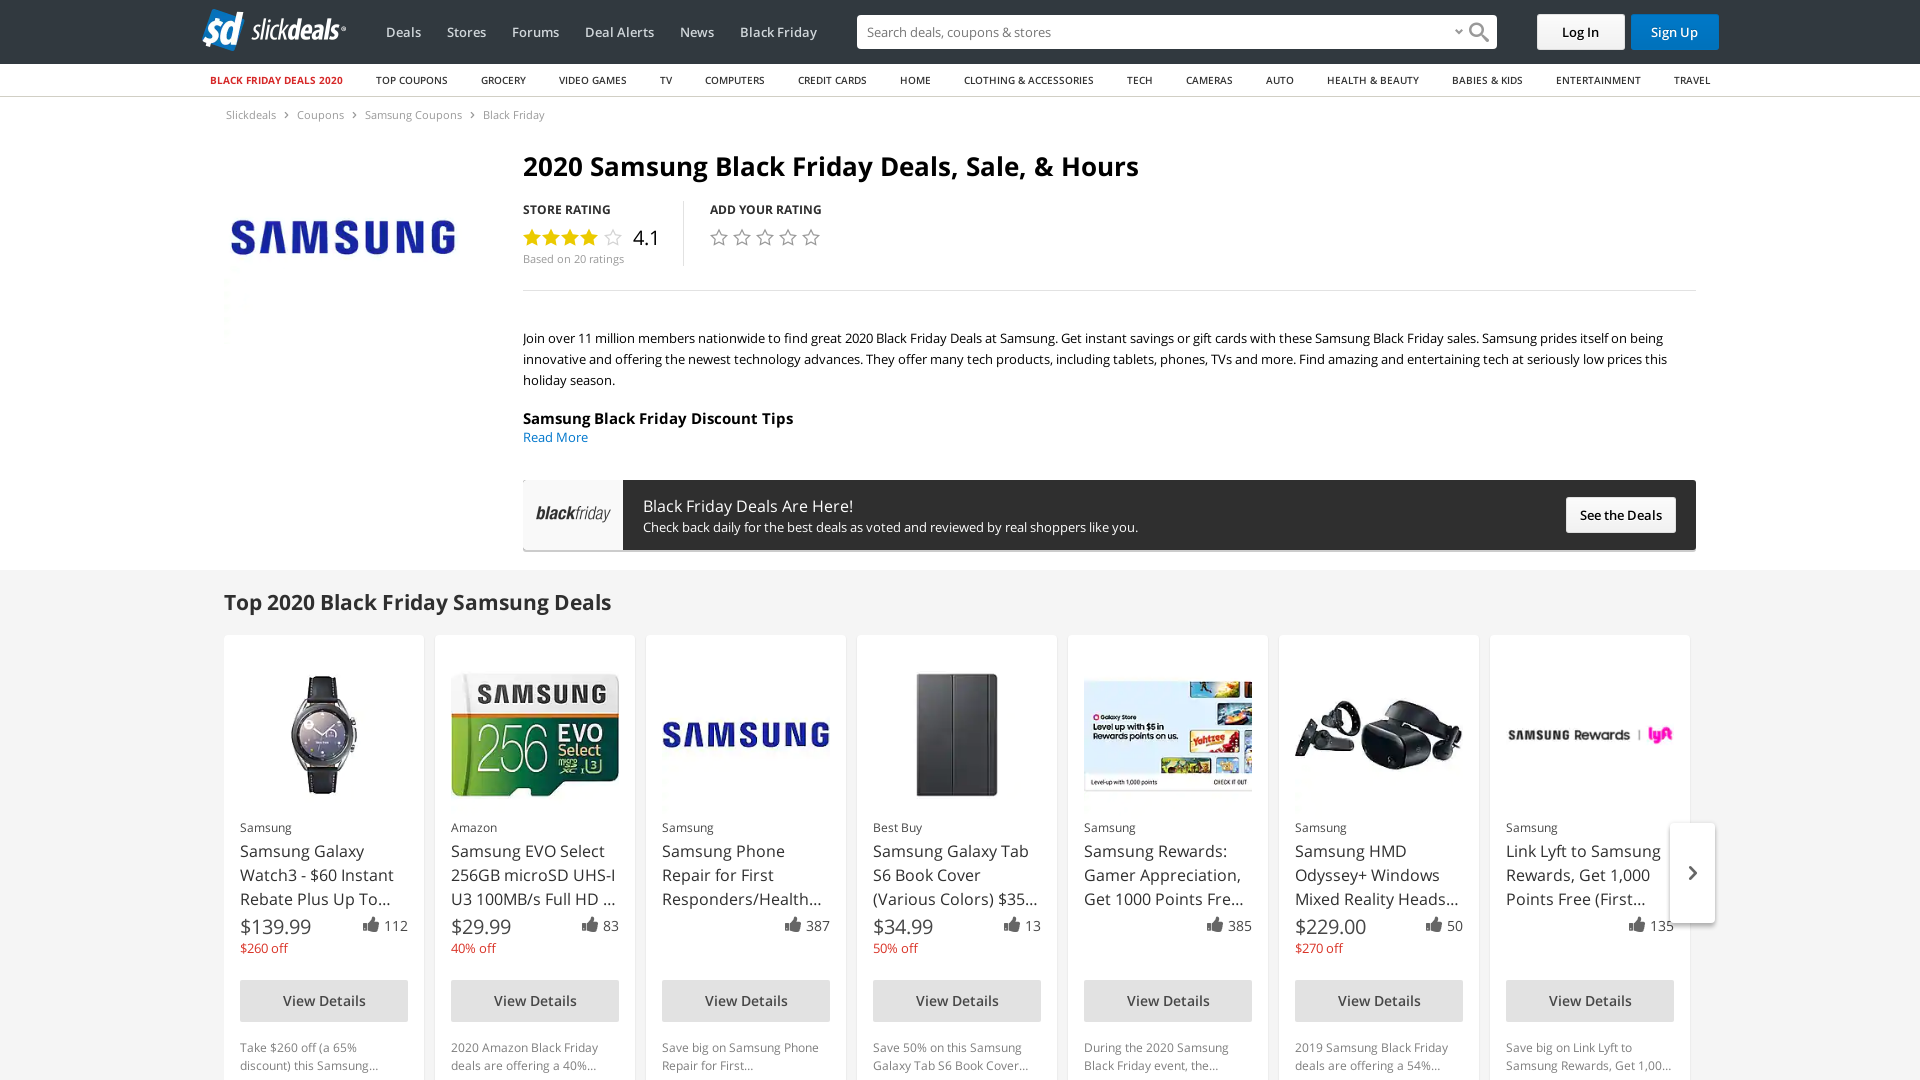 slickdeals
Deals Stores Forums Deal Alerts News Black Friday
Search deals, coupons & stores
Log In Sign Up
BLACK FRIDAY DEALS 2020 TOP COUPONS GROCERY VIDEO GAMES TV COMPUTERS CREDIT CARDS HOME CLOTHING & ACCESSORIES TECH CAMERAS AUTO HEALTH & BEAUTY BABIES & KIDS ENTERTAINMENT TRAVEL
Slickdeals > Coupons > Samsung Coupons > Black Friday
SAMSUNG
2020 Samsung Black Friday Deals, Sale, & Hours
STORE RATING
4.1
Based on 20 ratings
ADD YOUR RATING
Join over 11 million members nationwide to find great 2020 Black Friday Deals at Samsung. Get instant savings or gift cards with these Samsung Black Friday sales. Samsung prides itself on being
innovative and offering the newest technology advances. They offer many tech products, including tablets, phones, TVs and more. Find amazing and entertaining tech at seriously low prices this
holiday season.
Samsung Black Friday Discount Tips
Read More
blackfriday
Black Friday Deals Are Here!
Check back daily for the best deals as voted and reviewed by real shoppers like you.
See the Deals
Top 2020 Black Friday Samsung Deals
Samsung
Samsung Galaxy
Watch3 - $60 Instant
Rebate Plus Up To...
$139.99 112
$260 off
View Details
Take $260 off (a 65%
discount) this Samsung...
SAMSUNG
256 EVO
Select
micro
XC I U3
Amazon
Samsung EVO Select
256GB microSD UHS-I
U3 100MB/s Full HD ...
$29.99 83
40% off
View Details
2020 Amazon Black Friday
deals are offering a 40%...
SAMSUNG
Samsung
Samsung Phone
Repair for First
Responders/Health...
387
View Details
Save big on Samsung Phone
Repair for First...
Best Buy
Samsung Galaxy Tab
S6 Book Cover
(Various Colors) $35...
$34.99 13
50% off
View Details
Save 50% on this Samsung
Galaxy Tab S6 Book Cover...
Galaxy Store
Level up with $5 in
Rewards points on us.
Yahtzee
Level-up with 1,000 points CHECK IT OUT
Samsung
Samsung Rewards:
Gamer Appreciation,
Get 1000 Points Fre...
385
View Details
During the 2020 Samsung
Black Friday event, the...
Samsung
Samsung HMD
Odyssey+ Windows
Mixed Reality Heads...
$229.00 50
$270 off
View Details
2019 Samsung Black Friday
deals are offering a 54%...
SAMSUNG Rewards | lyft
Samsung
Link Lyft to Samsung
Rewards, Get 1,000
Points Free (First...
135
View Details
Save big on Link Lyft to
Samsung Rewards, Get 1,00...